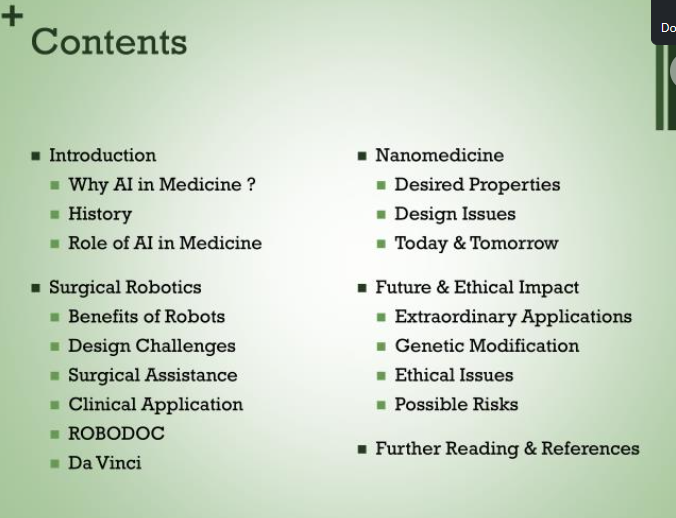 +
Contents
Introduction
Why AI in Medicine ?
History
Role of AI in Medicine
Surgical Robotics
Benefits of Robots
Design Challenges
Surgical Assistance
Clinical Application
ROBODOC
Da Vinci
Nanomedicine
Desired Properties
Design Issues
Today & Tomorrow
Future & Ethical Impact
Extraordinary Applications
Genetic Modification
Ethical Issues
Possible Risks
Further Reading & References
Do